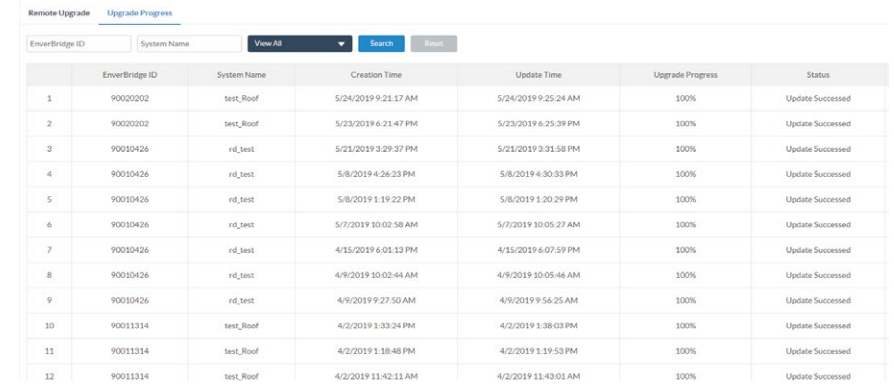 Remote Upgrade Upgrade Progress
EnverBridge ID System Name View All Search Reset
EnverBridge ID System Name Creation Time Update Time Upgrade Progress Status
1 90020202 test_Roof 5/24/2019 9:21:17 AM 5/24/2019 9:25:24 AM 100% Update Successed
2 90020202 test_Roof 5/23/2019 6:21:47 PM 5/23/2019 6:25:39 PM 100% Update Successed
3 90010426 rd_test 5/21/2019 3:29:37 PM 5/21/2019 3:31:58 PM 100% Update Successed
4 90010426 rd_test 5/8/2019 4:26:23 PM 5/8/2019 4:30:33 PM 100% Update Successed
5 90010426 rd_test 5/8/2019 1:19:22 PM 5/8/2019 1:20:29 PM 100% Update Successed
6 90010426 rd_test 5/7/2019 10:02:58 AM 5/7/2019 10:05:27 AM 100% Update Successed
7 90010426 rd_test 4/15/2019 6:01:13 PM 4/15/2019 6:07:59 PM 100% Update Successed
8 90010426 rd_test 4/9/2019 10:02:44 AM 4/9/2019 10:05:46 AM 100% Update Successed
9 90010426 rd_test 4/9/2019 9:27:50 AM 4/9/2019 9:56:25 AM 100% Update Successed
10 90011314 test_Roof 4/2/2019 1:33:24 PM 4/2/2019 1:38:03 PM 100% Update Successed
11 90011314 test_Roof 4/2/2019 1:18:48 PM 4/2/2019 1:19:53 PM 100% Update Successed
12 90011314 test_Roof 4/2/2019 11:42:11 AM 4/2/2019 11:43:01 AM 100% Update Successed